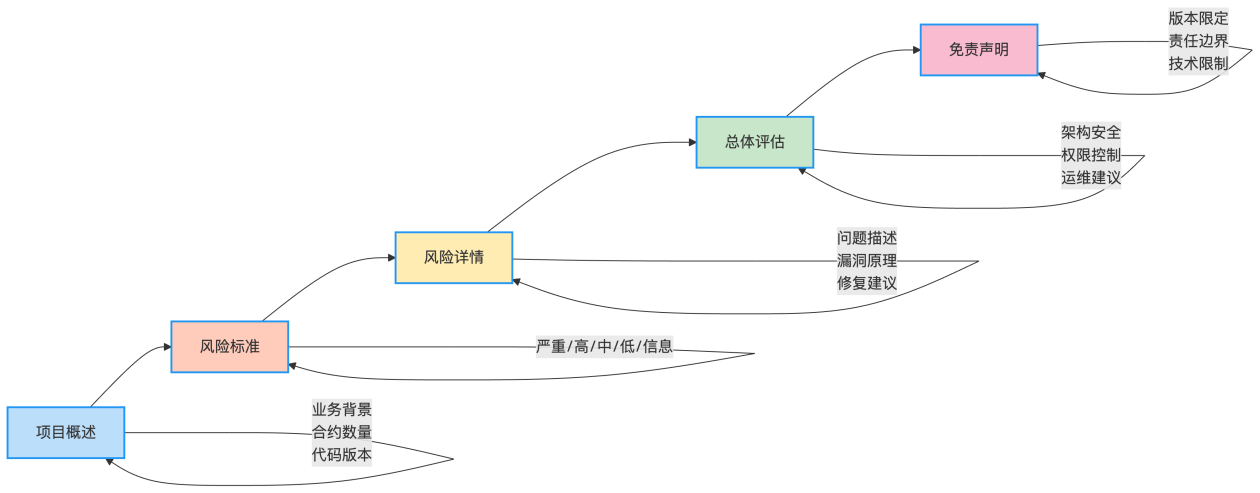 版本限定
免责声明
责任边界
技术限制
总体评估
架构安全
权限控制
运维建议
风险详情
问题描述
漏洞原理
修复建议
风险标准
严重/高/中/低/信息
项目概述
业务背景
合约数量
代码版本